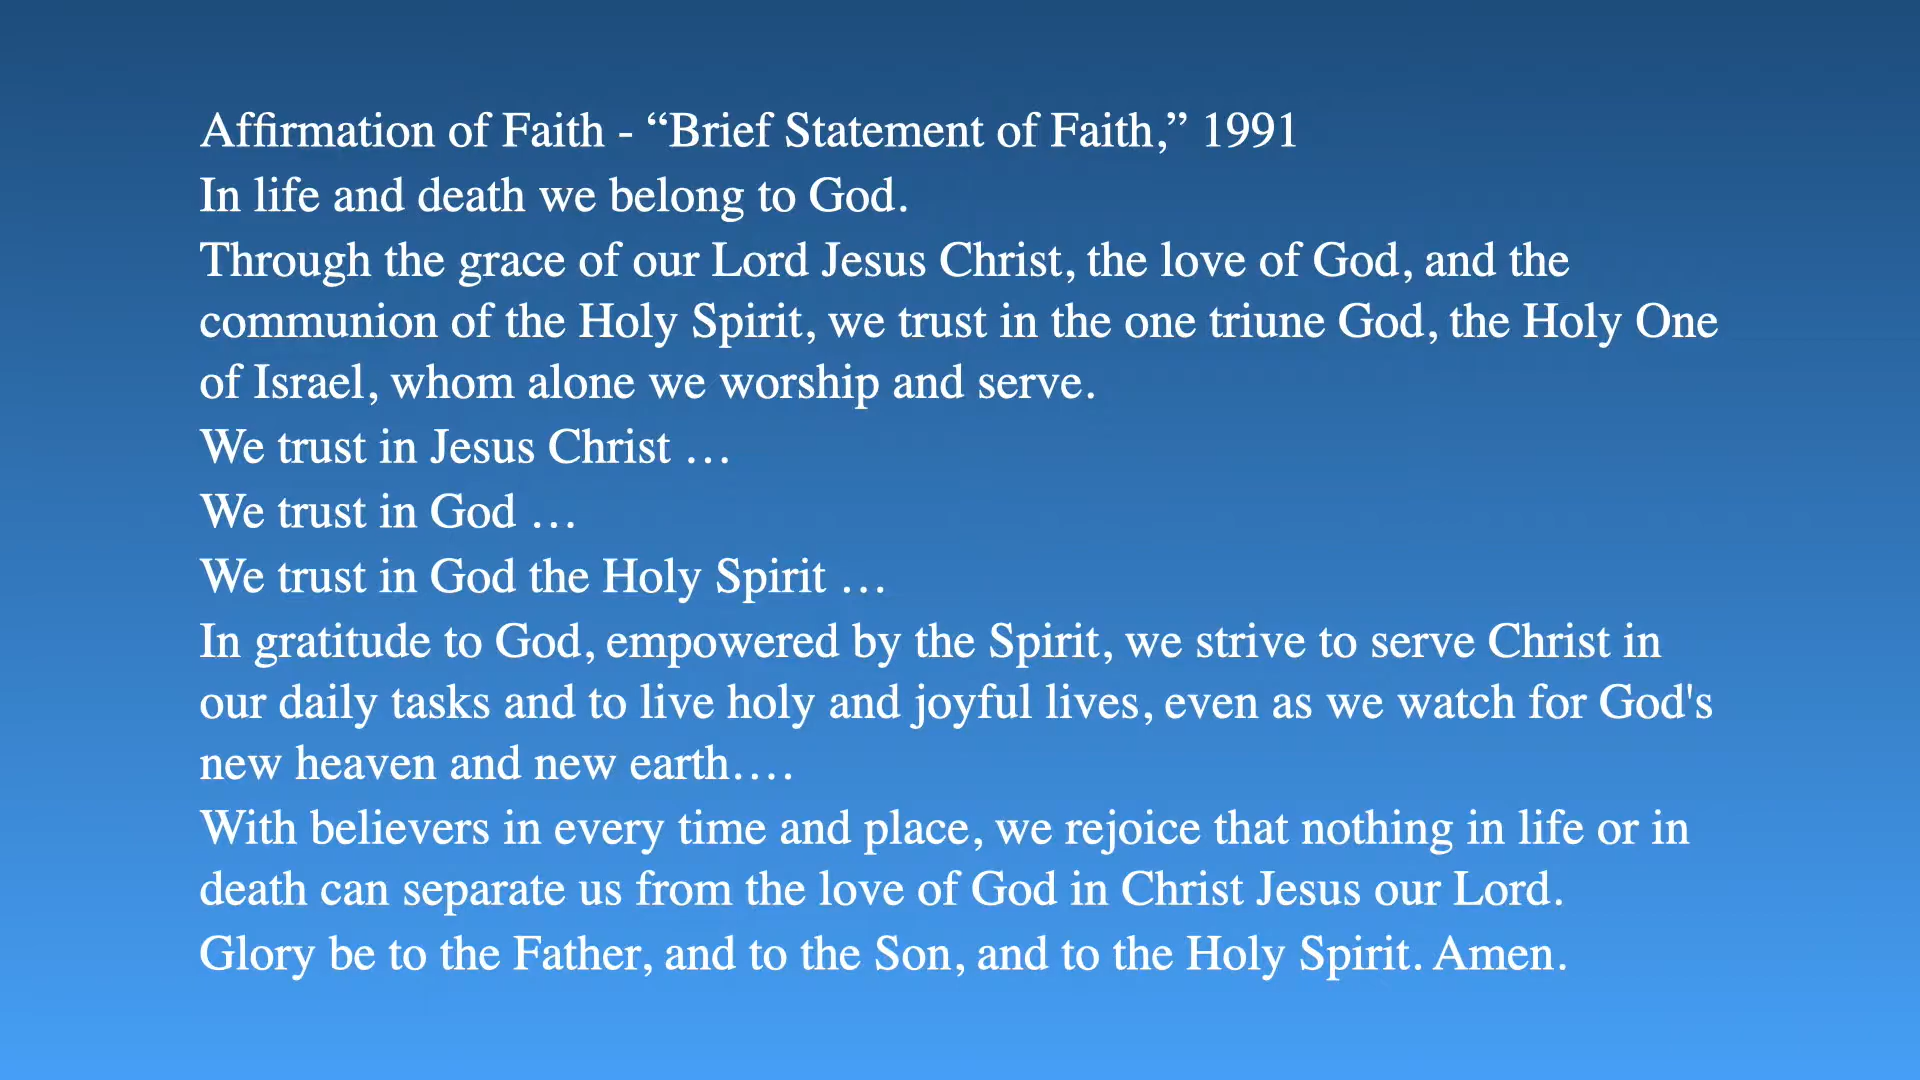 Affirmation of Faith - “Brief Statement of Faith,” 1991
In life and death we belong to God.
Through the grace of our Lord Jesus Christ, the love of God, and the
communion of the Holy Spirit, we trust in the one triune God, the Holy One
of Israel, whom alone we worship and serve.
We trust in Jesus Christ …
We trust in God …
We trust in God the Holy Spirit …
In gratitude to God, empowered by the Spirit, we strive to serve Christ in
our daily tasks and to live holy and joyful lives, even as we watch for God's
new heaven and new earth….
With believers in every time and place, we rejoice that nothing in life or in
death can separate us from the love of God in Christ Jesus our Lord.
Glory be to the Father, and to the Son, and to the Holy Spirit. Amen.